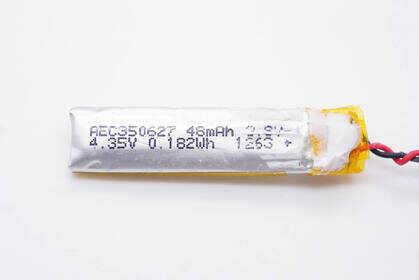 AEC350627 48mAh 3.8V
4.35V 0.182Wh 1263 +